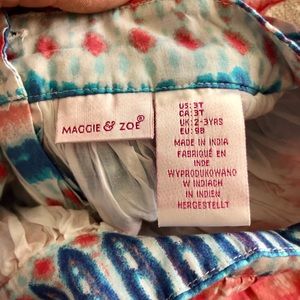 MAGGIE & ZOE®
US:3T
CA:3T
UK:2-3YRS
EU:98
MADE IN INDIA
FABRIQUÉ EN
INDE
WYPRODUKOWANO
W INDIACH
IN INDIEN
HERGESTELLT